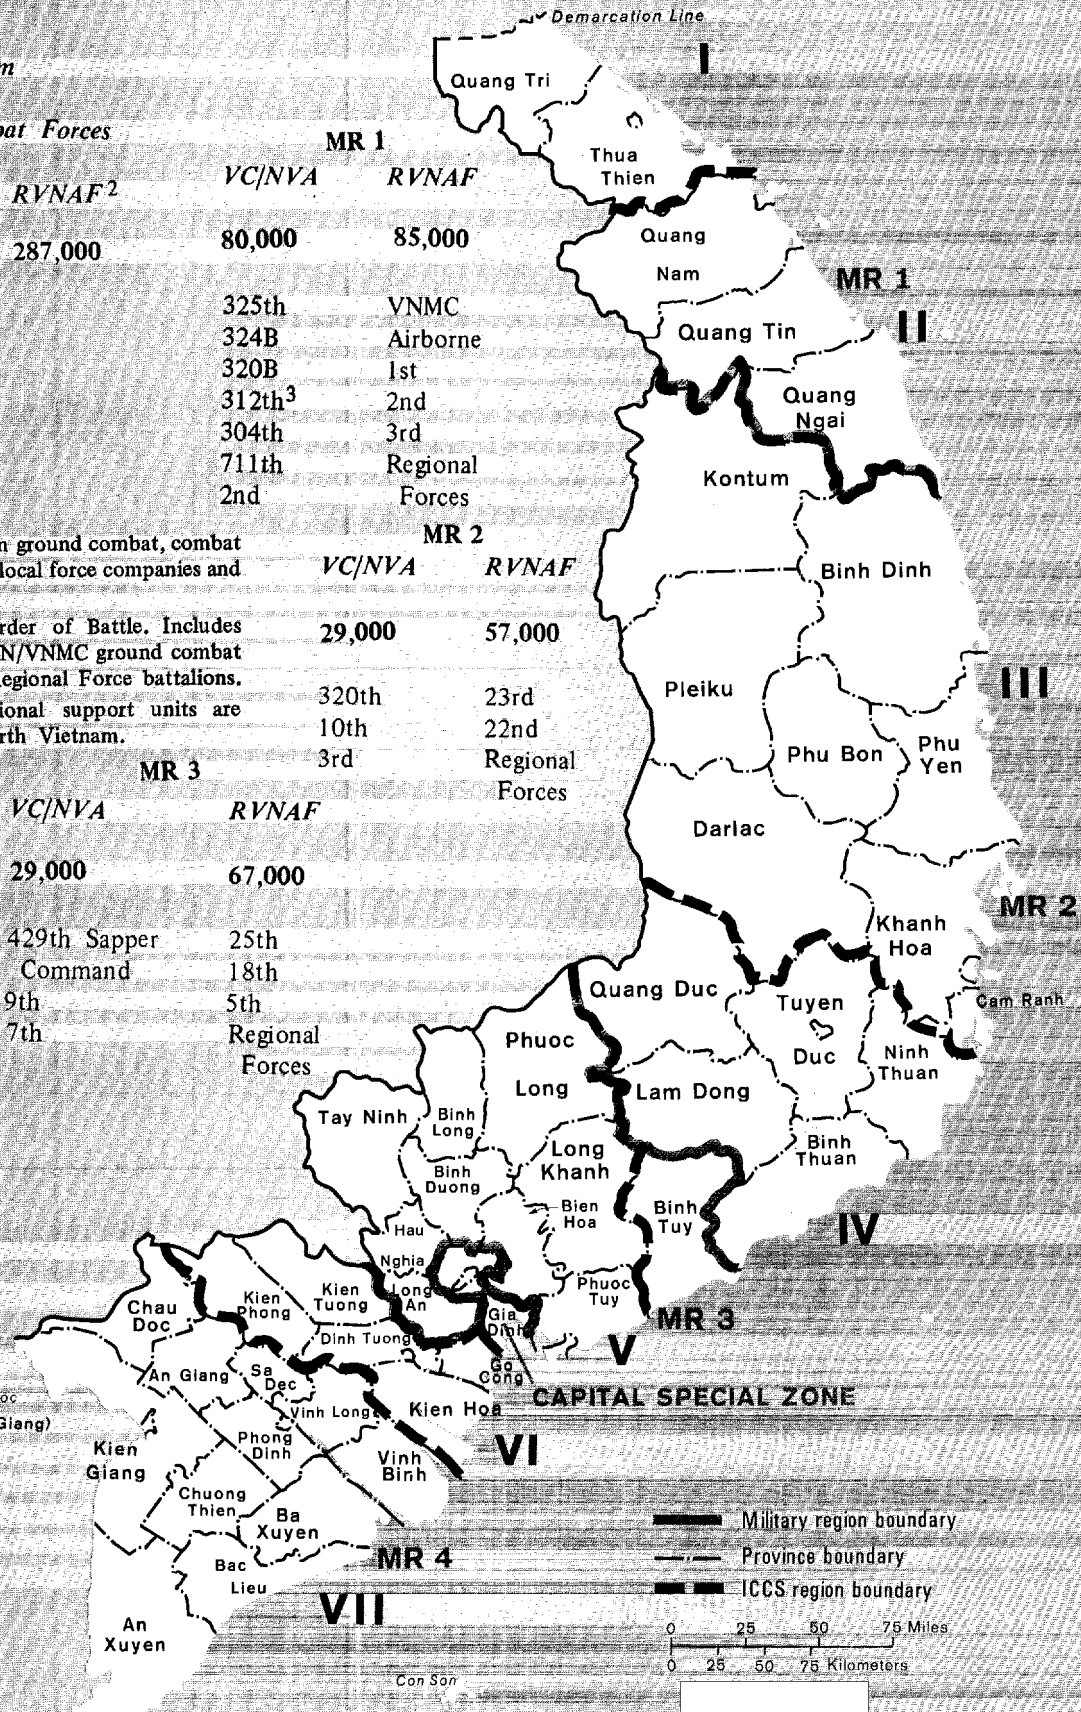 Demarcation Line
m
bat Forces
RVNAF²
287,000
MR 1
VC/NVA RVNAF
80,000 85,000
325th VNMC
324B Airborne
320B 1st
312th³ 2nd
304th 3rd
711th Regional
2nd Forces
n ground combat, combat
local force companies and
rder of Battle. Includes
N/VNMC ground combat
egional Force battalions.
ional support units are
rth Vietnam.
MR 2
VC/NVA RVNAF
29,000 57,000
320th 23rd
10th 22nd
3rd Regional
Forces
MR 3
VC/NVA RVNAF
29,000 67,000
429th Sapper 25th
Command 18th
9th 5th
7th Regional
Forces
I
Quang Tri
Thua
Thien
Quang
Nam
MR 1
II
Quang Tin
Quang
Ngai
Kontum
Binh Dinh
III
Pleiku
Phu Bon
Phu
Yen
Darlac
MR 2
Khanh
Hoa
Cam Ranh
Quang Duc
Tuyen
Duc
Ninh
Thuan
Phuoc
Long
Lam Dong
Tay Ninh
Binh
Long
Binh
Thuan
Long
Khanh
Binh
Duong
Bien
Hoa
Binh
Tuy
IV
Hau
Nghia
Phuoc
Tuy
MR 3
V
Kien
Tuong
Long
An
Gia
Dinh
Kien
Phong
Chau
Doc
Dinh Tuong
Go
Cong
CAPITAL SPECIAL ZONE
An Giang
Sa
Dec
Vinh Long
Kien Hoa
oc
Giang)
VI
Kien
Giang
Phong
Dinh
Vinh
Binh
Chuong
Thien
Ba
Xuyen
MR 4
Bac
Lieu
VII
An
Xuyen
Con Son
Military region boundary
Province boundary
ICCS region boundary
0 25 50 75 Miles
0 25 50 75 Kilometers